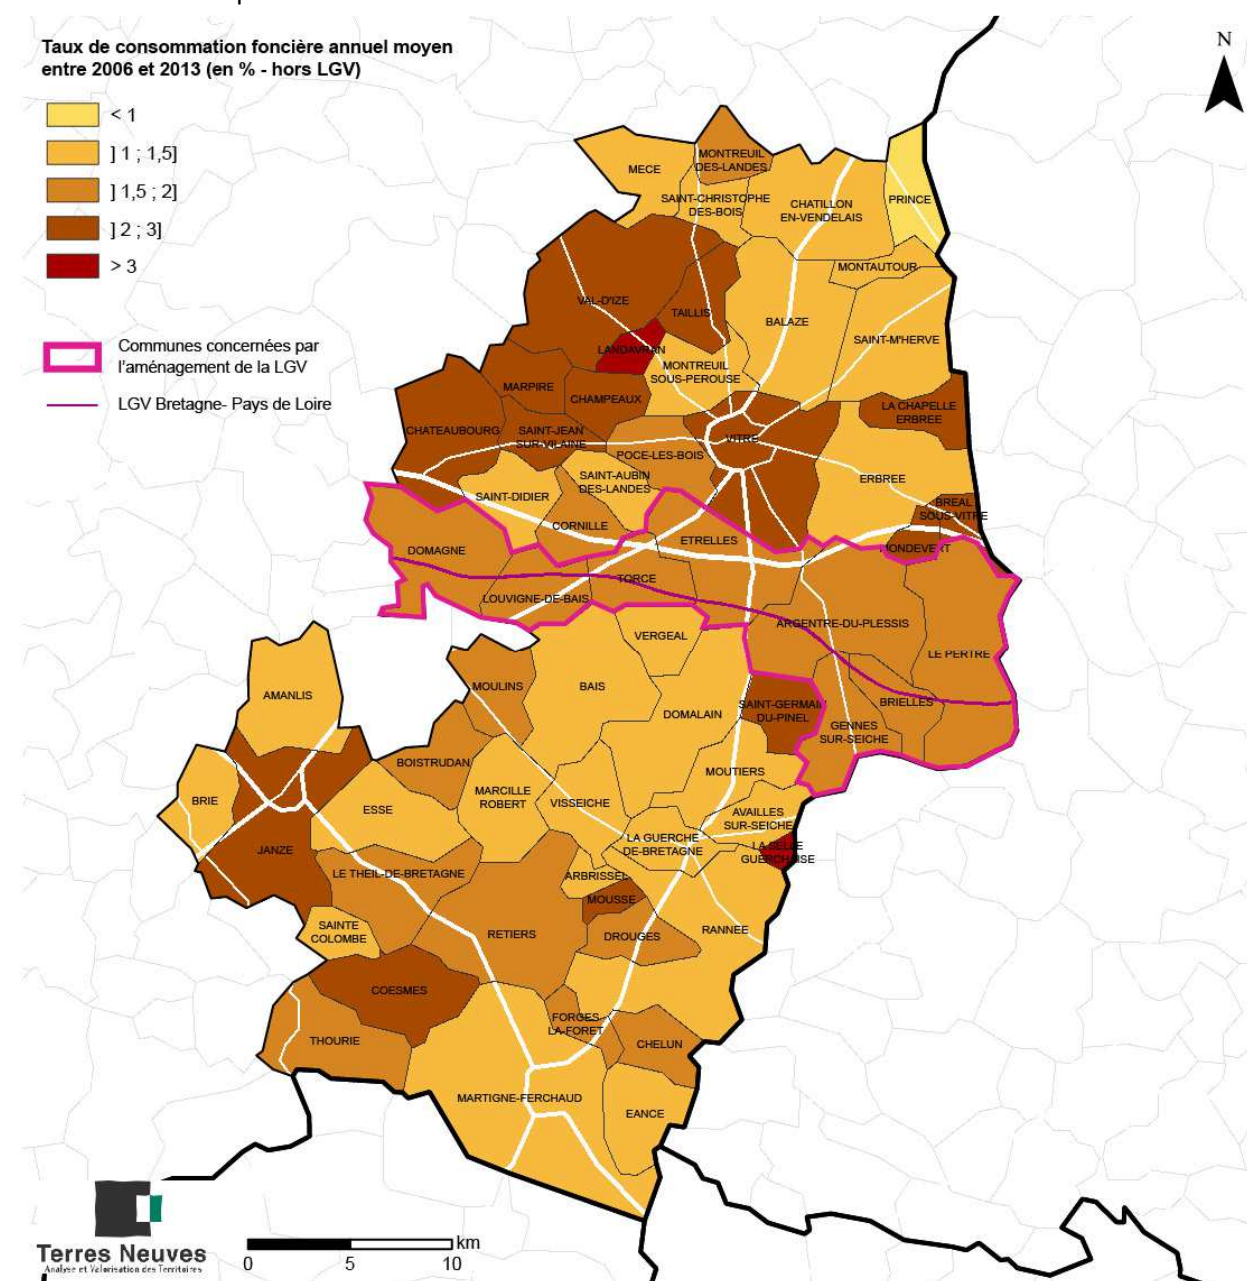 Taux de consommation foncière annuel moyen
entre 2006 et 2013 (en % - hors LGV)
< 1
] 1 ; 1,5]
] 1,5 ; 2]
] 2 ; 3]
> 3
Communes concernées par
l'aménagement de la LGV
LGV Bretagne- Pays de Loire
N
MECE
MONTREUIL
DES-LANDES
SAINT-CHRISTOPHE
DES-BOIS
CHATILLON
EN-VENDELAIS
PRINCE
MONTAUTOUR
VAL-D'IZE
TAILLIS
BALAZE
SAINT-M'HERVE
LANDAVRAN
MONTREUIL
SOUS-PEROUSE
MARPIRE
CHAMPEAUX
LA CHAPELLE
ERBREE
CHATEAUBOURG
SAINT-JEAN
SUR-VILAINE
VITRE
POCE-LES-BOIS
SAINT-AUBIN
DES-LANDES
ERBREE
SAINT-DIDIER
BREAL
SOUS-VITRE
CORNILLE
ETRELLES
MONDEVERT
DOMAGNE
TORCE
LOUVIGNE-DE-BAIS
ARGENTRE-DU-PLESSIS
VERGEAL
LE PERTRE
AMANLIS
MOULINS
BAIS
DOMALAIN
SAINT-GERMAIN
DU-PINEL
BRIELLES
GENNES
SUR-SEICHE
BOISTRUDAN
MOUTIERS
BRIE
ESSE
MARCILLE
ROBERT
VISSEICHE
AVAILLES
SUR-SEICHE
JANZE
LA GUERCHE
DE-BRETAGNE
LA SELLE
GUERCHAISE
LE THEIL-DE-BRETAGNE
ARBRISSEL
MOUSSE
SAINTE
COLOMBE
RETIERS
DROUGES
RANNEE
COESMES
FORGES
LA-FORET
THOURIE
CHELUN
MARTIGNE-FERCHAUD
EANCE
Terres Neuves
Analyse et Valorisation des Territoires
km
0 5 10